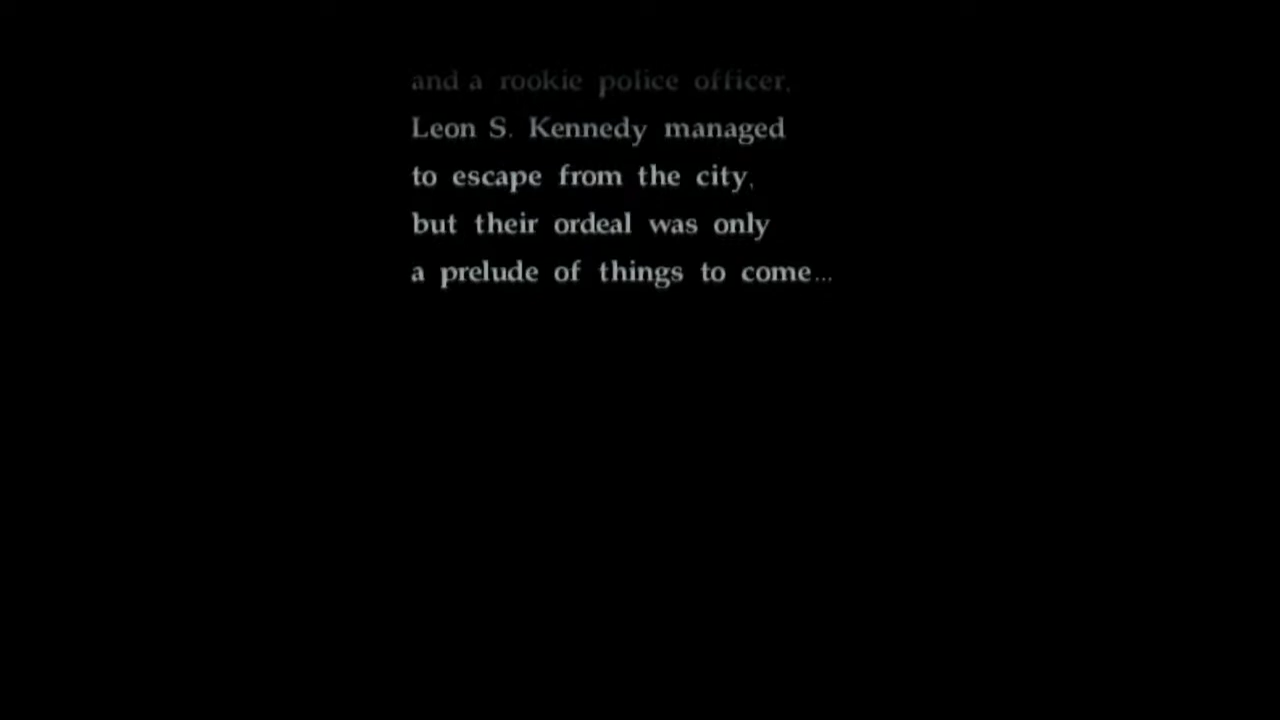 and a rookie police officer,
Leon S. Kennedy managed
to escape from the city,
but their ordeal was only
a prelude of things to come...